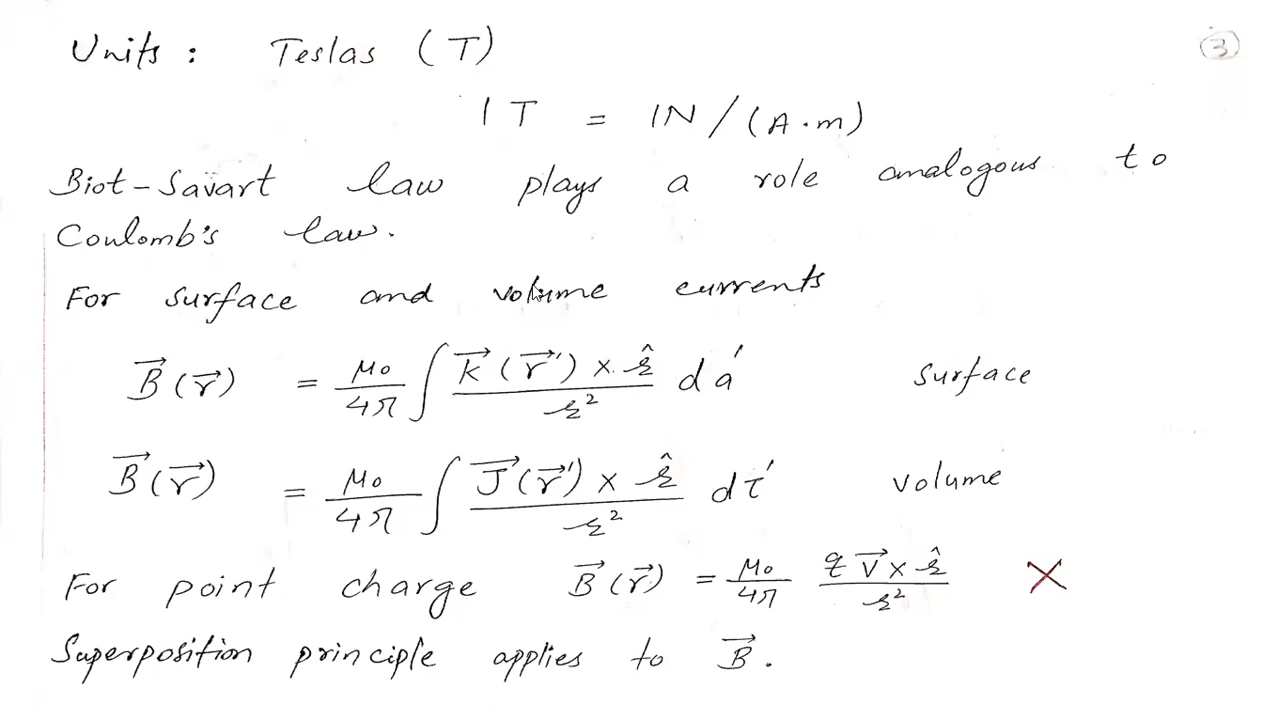 Units : Teslas (T) ③
1 T = 1N / (A·m)
Biot-Savart law plays a role analogous to
Coulomb's law.
For surface and volume currents
B⃗(r⃗) = μ₀/4π ∫ K⃗(r⃗') × 𝓇̂ / 𝓇² da' surface
B⃗(r⃗) = μ₀/4π ∫ J⃗(r⃗') × 𝓇̂ / 𝓇² dτ' volume
For point charge B⃗(r⃗) = μ₀/4π q v⃗ × 𝓇̂ / 𝓇² ✗
Superposition principle applies to B⃗.